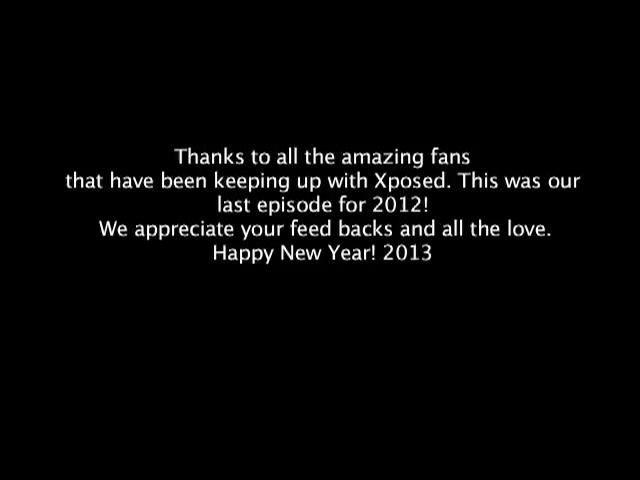 Thanks to all the amazing fans
that have been keeping up with Xposed. This was our
last episode for 2012!
We appreciate your feed backs and all the love.
Happy New Year! 2013